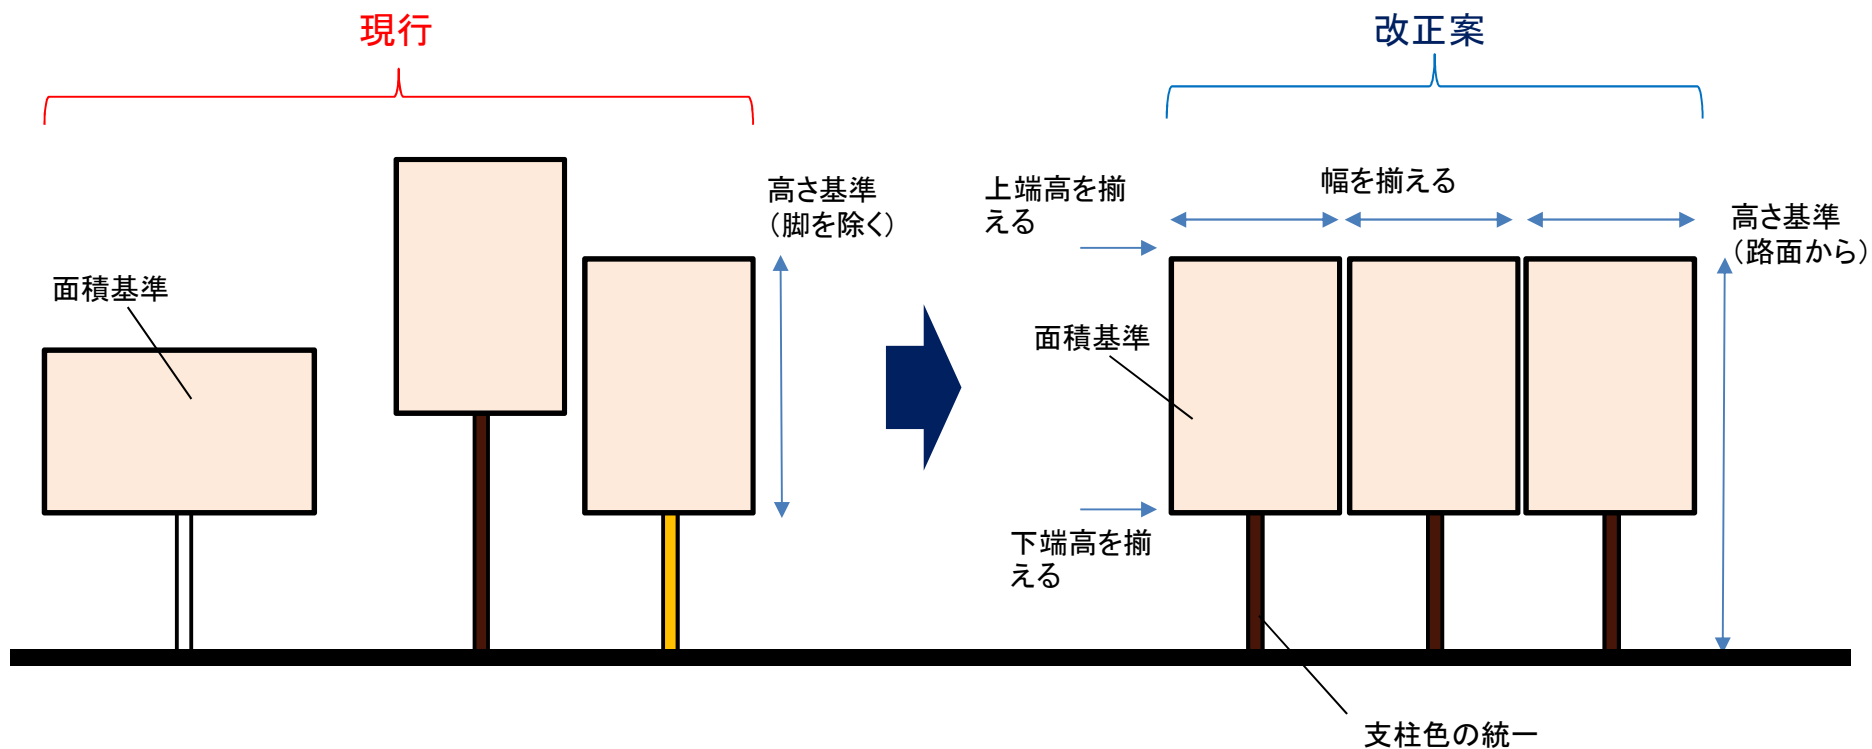 現行
改正案
高さ基準
（脚を除く）
面積基準
上端高を揃
える
幅を揃える
高さ基準
（路面から）
面積基準
下端高を揃
える
支柱色の統一